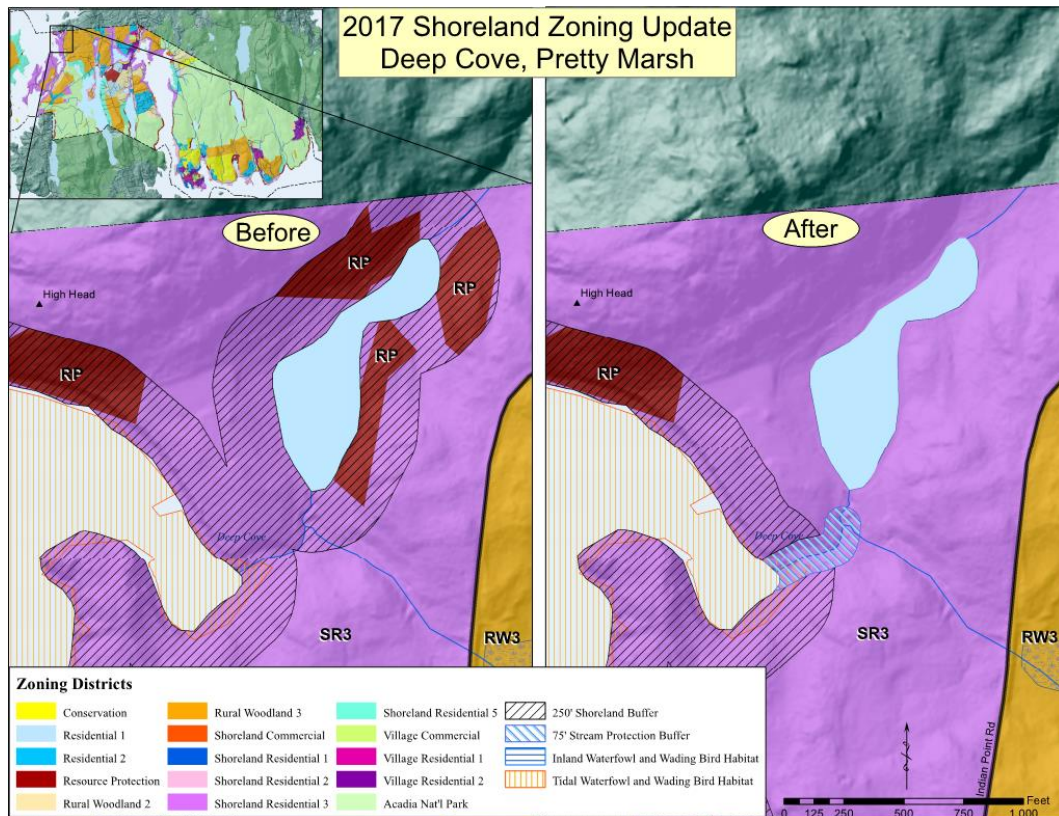 2017 Shoreland Zoning Update
Deep Cove, Pretty Marsh
Before
After
RP
RP
RP
RP
High Head
Deep Cove
SR3
RW3
High Head
RP
Deep Cove
SR3
RW3
Indian Point Rd
Zoning Districts
Conservation
Residential 1
Residential 2
Resource Protection
Rural Woodland 2
Rural Woodland 3
Shoreland Commercial
Shoreland Residential 1
Shoreland Residential 2
Shoreland Residential 3
Shoreland Residential 5
Village Commercial
Village Residential 1
Village Residential 2
Acadia Nat'l Park
250' Shoreland Buffer
75' Stream Protection Buffer
Inland Waterfowl and Wading Bird Habitat
Tidal Waterfowl and Wading Bird Habitat
Feet
0 125 250 500 750 1,000